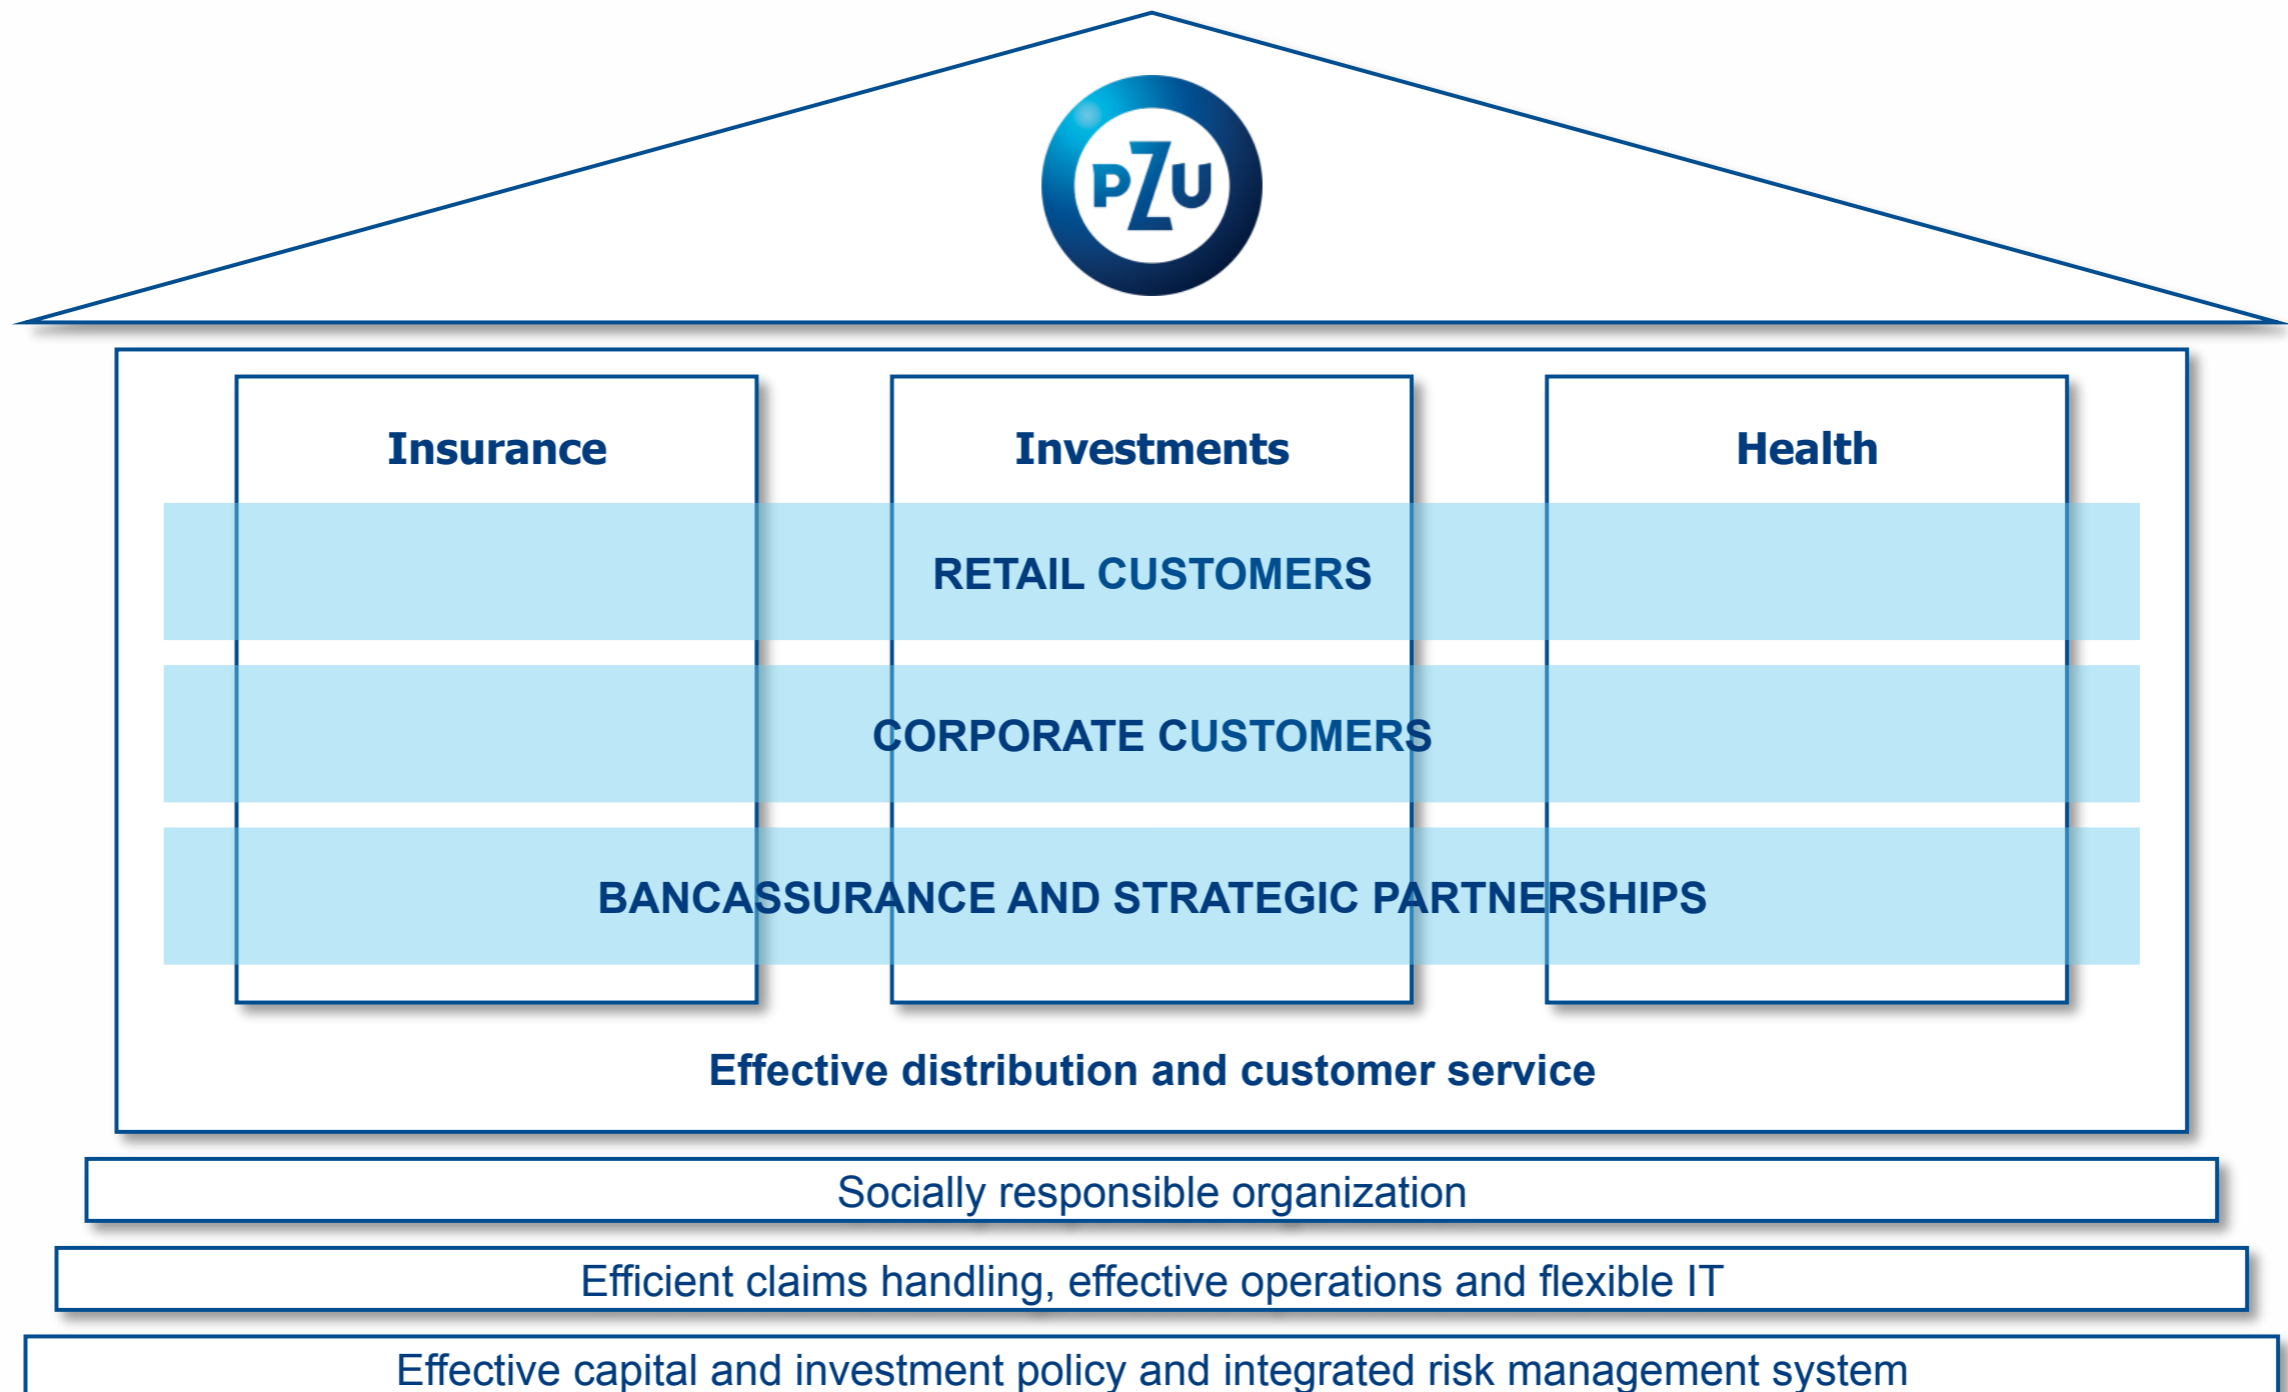 PZU
Insurance
Investments
Health
RETAIL CUSTOMERS
CORPORATE CUSTOMERS
BANCASSURANCE AND STRATEGIC PARTNERSHIPS
Effective distribution and customer service
Socially responsible organization
Efficient claims handling, effective operations and flexible IT
Effective capital and investment policy and integrated risk management system